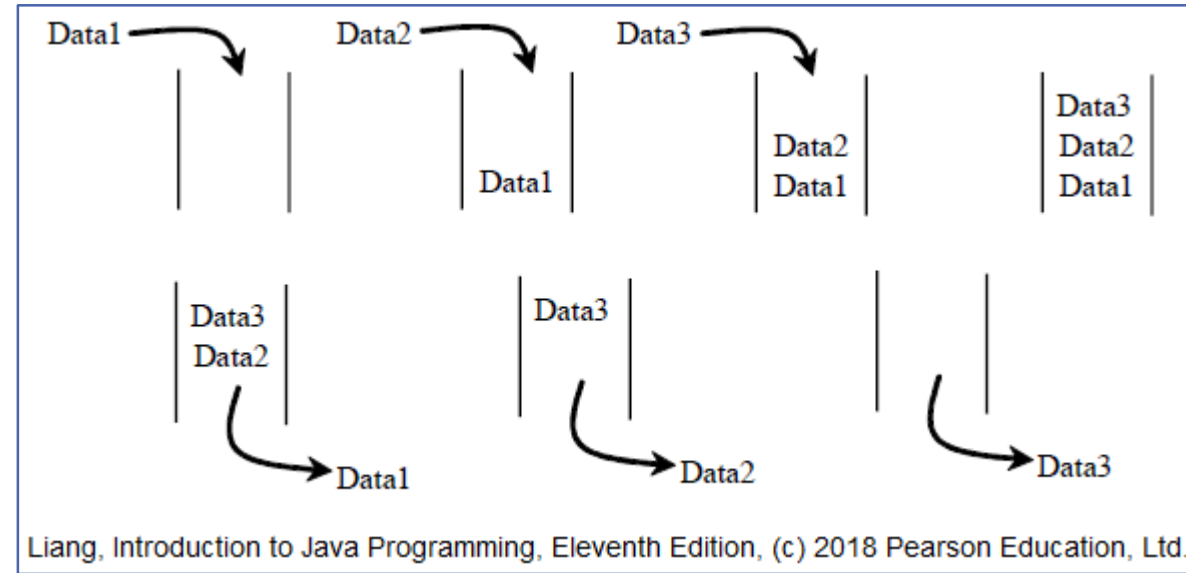 Data1
Data2
Data3
Data1
Data2
Data1
Data3
Data2
Data1
Data3
Data2
Data1
Data3
Data2
Data3
Liang, Introduction to Java Programming, Eleventh Edition, (c) 2018 Pearson Education, Ltd.